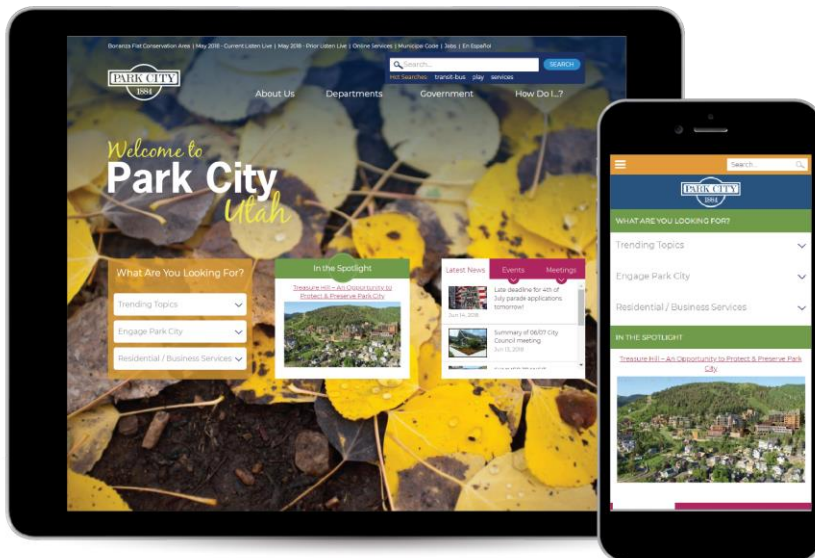 Bonanza Flat Conservation Area | May 2018 - Current Listen Live | May 2018 - Prior Listen Live | Online Services | Municipal Code | Jobs | En Español
Search...
SEARCH
Hot Searches: transit-bus play services
PARK CITY
1884
About Us Departments Government How Do I...?
Welcome to
Park City
Utah
What Are You Looking For?
Trending Topics
Engage Park City
Residential / Business Services
In the Spotlight
Treasure Hill – An Opportunity to
Protect & Preserve Park City
Latest News Events Meetings
Late deadline for 4th of
July parade applications
tomorrow!
Jun 14, 2018
Summary of 06/07 City
Council meeting
Jun 13, 2018
Search...
PARK CITY
1884
WHAT ARE YOU LOOKING FOR?
Trending Topics
Engage Park City
Residential / Business Services
IN THE SPOTLIGHT
Treasure Hill – An Opportunity to Protect & Preserve Park
City